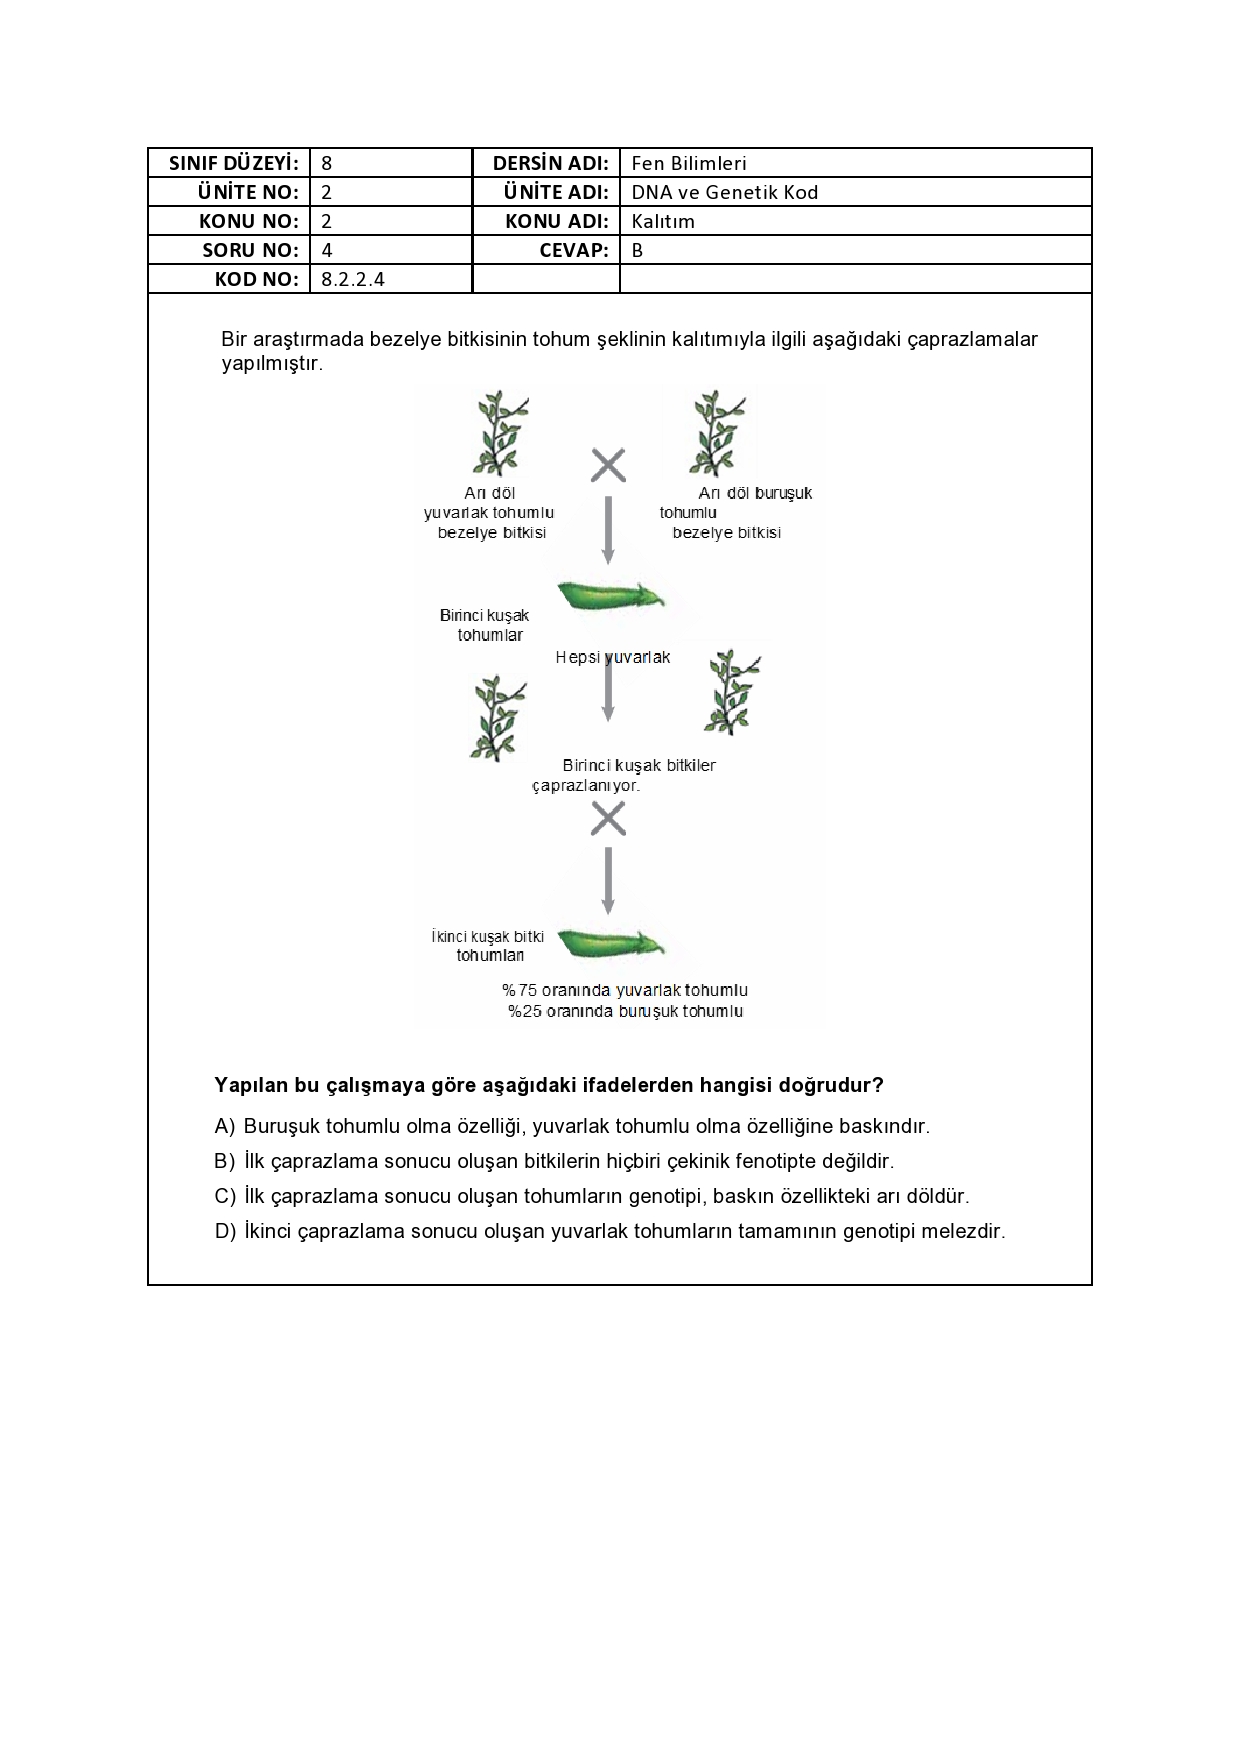 SINIF DÜZEYİ: 8 DERSİN ADI: Fen Bilimleri
ÜNİTE NO: 2 ÜNİTE ADI: DNA ve Genetik Kod
KONU NO: 2 KONU ADI: Kalıtım
SORU NO: 4 CEVAP: B
KOD NO: 8.2.2.4
Bir araştırmada bezelye bitkisinin tohum şeklinin kalıtımıyla ilgili aşağıdaki çaprazlamalar
yapılmıştır.
Arı döl
yuvarlak tohumlu
bezelye bitkisi
Arı döl buruşuk
tohumlu
bezelye bitkisi
Birinci kuşak
tohumlar
Hepsi yuvarlak
Birinci kuşak bitkiler
çaprazlanıyor.
İkinci kuşak bitki
tohumları
%75 oranında yuvarlak tohumlu
%25 oranında buruşuk tohumlu
Yapılan bu çalışmaya göre aşağıdaki ifadelerden hangisi doğrudur?
A) Buruşuk tohumlu olma özelliği, yuvarlak tohumlu olma özelliğine baskındır.
B) İlk çaprazlama sonucu oluşan bitkilerin hiçbiri çekinik fenotipte değildir.
C) İlk çaprazlama sonucu oluşan tohumların genotipi, baskın özellikteki arı döldür.
D) İkinci çaprazlama sonucu oluşan yuvarlak tohumların tamamının genotipi melezdir.